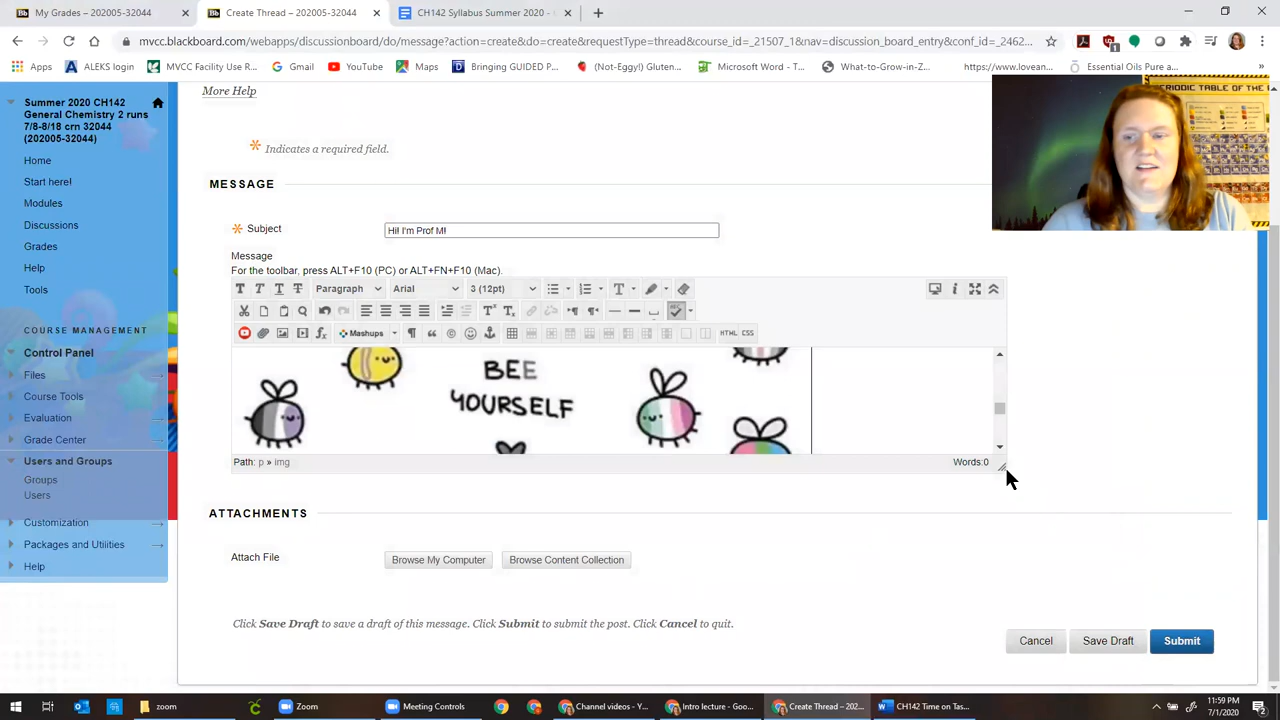 My Grades – 202005-32044
Create Thread – 202005-32044
CH142 Syllabus Summer 2020 -
mvcc.blackboard.com/webapps/discussionboard/do/message?action=create&do=create&requestType=thread&course_id=_21507_1&nav=discussion_board_entry&conf_id=_2462...
Apps
ALEKS login
MVCC Facility Use R...
Gmail
YouTube
Maps
Bringing GUIDED P...
(Not-Eggy!) Gluten...
Microsoft Word - T...
What-to-Grow-in-Z...
https://www.lovean...
Essential Oils Pure a...
»
Summer 2020 CH142
General Chemistry 2 runs
7/8-8/18 crn 32044
(202005-32044)
Home
Start here!
Modules
Discussions
Grades
Help
Tools
COURSE MANAGEMENT
Control Panel
Files
Course Tools
Evaluation
Grade Center
Users and Groups
Groups
Users
Customization
Packages and Utilities
Help
More Help
Indicates a required field.
MESSAGE
Subject
Hi! I'm Prof M!
Message
For the toolbar, press ALT+F10 (PC) or ALT+FN+F10 (Mac).
T T T T Paragraph Arial 3 (12pt)
Mashups
HTML CSS
BEE
YOURSELF
Path: p » img
Words:0
ATTACHMENTS
Attach File
Browse My Computer
Browse Content Collection
Click Save Draft to save a draft of this message. Click Submit to submit the post. Click Cancel to quit.
Cancel
Save Draft
Submit
PERIODIC TABLE OF THE E
zoom
Zoom
Meeting Controls
Channel videos - Y...
Intro lecture - Goo...
Create Thread – 202...
CH142 Time on Tas...
11:59 PM
7/1/2020